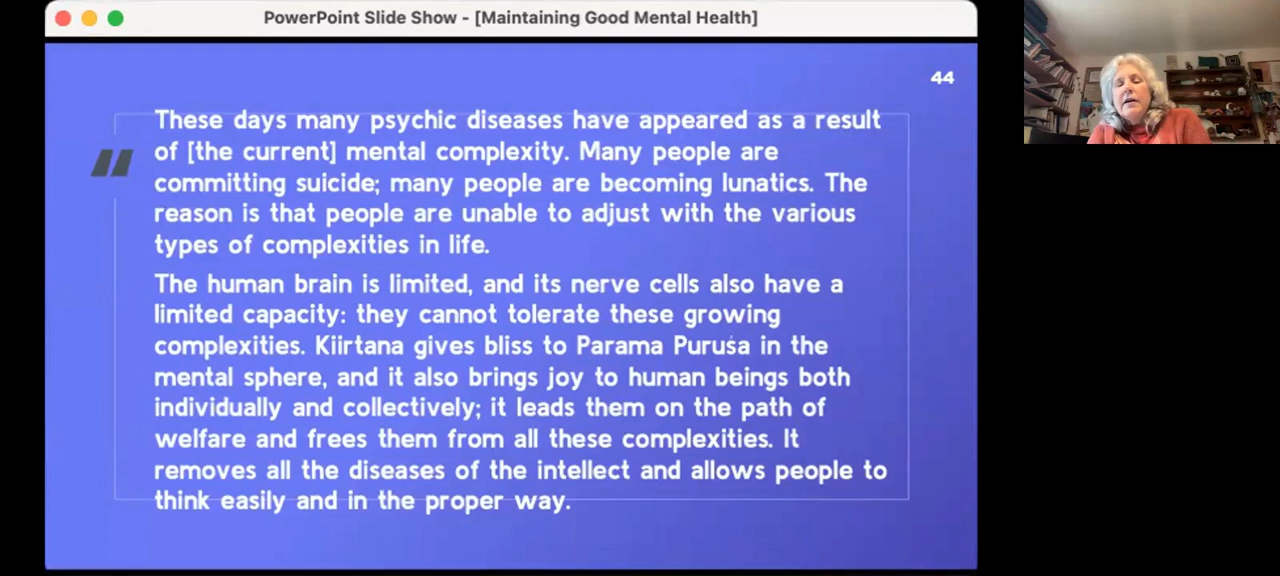 PowerPoint Slide Show - [Maintaining Good Mental Health]
44
These days many psychic diseases have appeared as a result
of [the current] mental complexity. Many people are
committing suicide; many people are becoming lunatics. The
reason is that people are unable to adjust with the various
types of complexities in life.
The human brain is limited, and its nerve cells also have a
limited capacity: they cannot tolerate these growing
complexities. Kiirtana gives bliss to Parama Puruśa in the
mental sphere, and it also brings joy to human beings both
individually and collectively; it leads them on the path of
welfare and frees them from all these complexities. It
removes all the diseases of the intellect and allows people to
think easily and in the proper way.